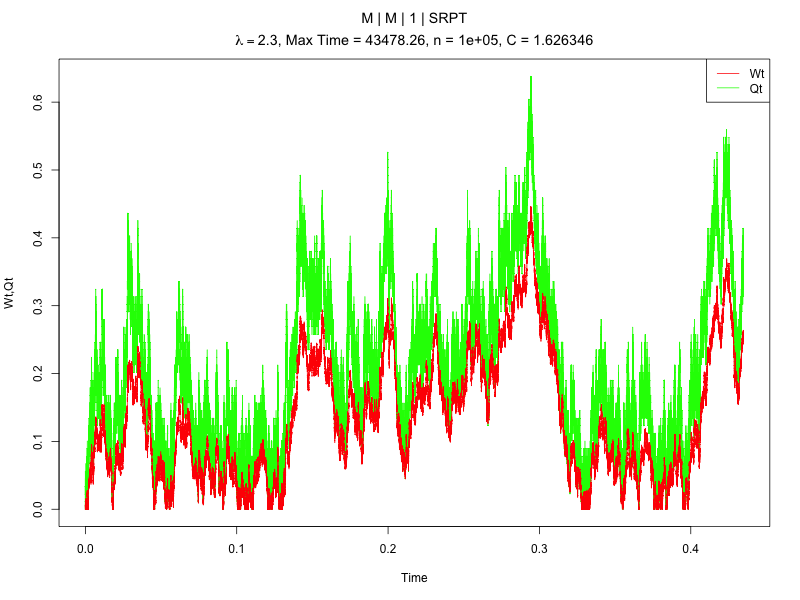 M | M | 1 | SRPT
λ = 2.3, Max Time = 43478.26, n = 1e+05, C = 1.626346
Wt
Qt
Wt,Qt
0.6
0.5
0.4
0.3
0.2
0.1
0.0
0.0 0.1 0.2 0.3 0.4
Time